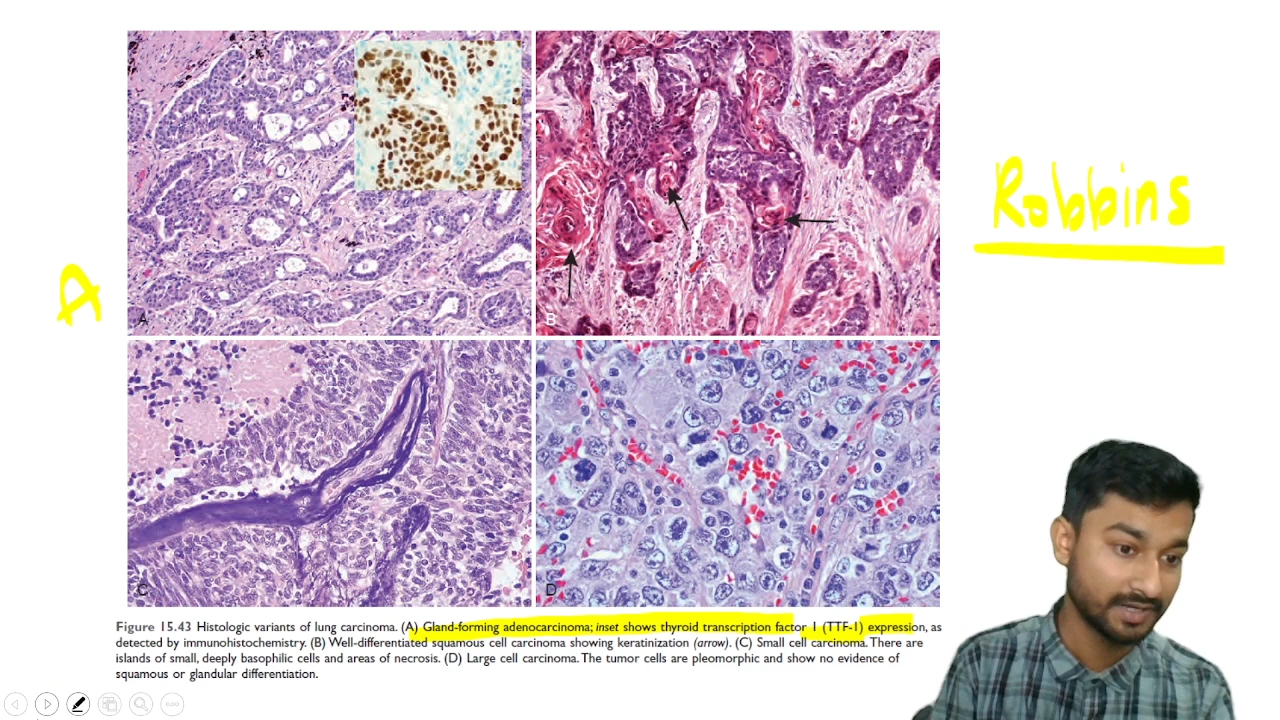 A
B
Robbins
A
C
D
Figure 15.43 Histologic variants of lung carcinoma. (A) Gland-forming adenocarcinoma; inset shows thyroid transcription factor 1 (TTF-1) expression, as
detected by immunohistochemistry. (B) Well-differentiated squamous cell carcinoma showing keratinization (arrow). (C) Small cell carcinoma. There are
islands of small, deeply basophilic cells and areas of necrosis. (D) Large cell carcinoma. The tumor cells are pleomorphic and show no evidence of
squamous or glandular differentiation.